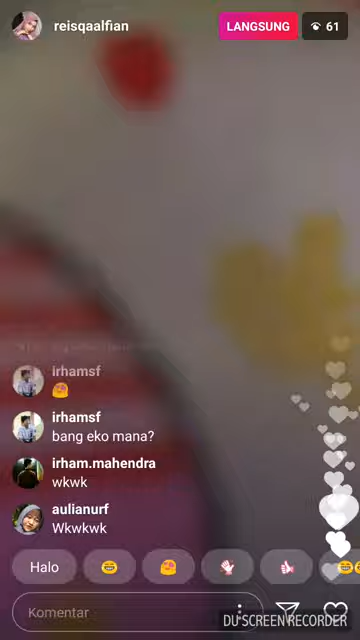 reisqaalfian
LANGSUNG
61
irhamsf
😍
irhamsf
bang eko mana?
irham.mahendra
wkwk
aulianurf
Wkwkwk
Halo
Komentar
DU SCREEN RECORDER